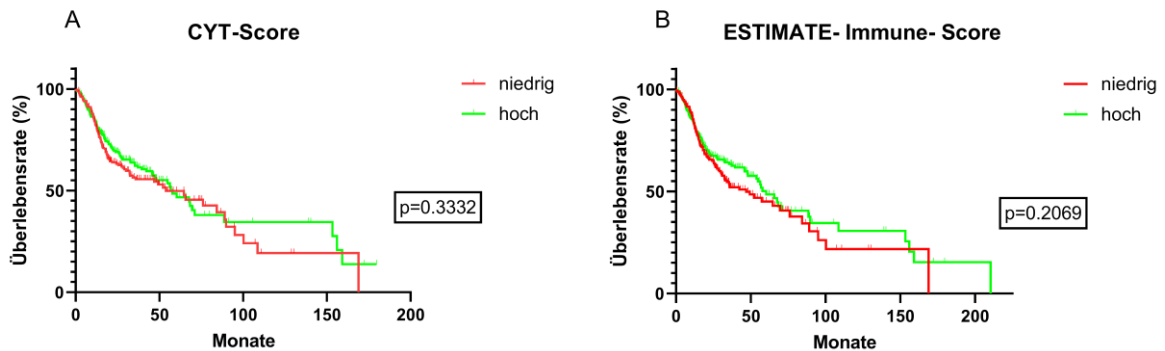 A
CYT-Score
Überlebensrate (%)
100
50
0
0
50
100
150
200
Monate
niedrig
hoch
p=0.3332
B
ESTIMATE- Immune- Score
Überlebensrate (%)
100
50
0
0
50
100
150
200
Monate
niedrig
hoch
p=0.2069